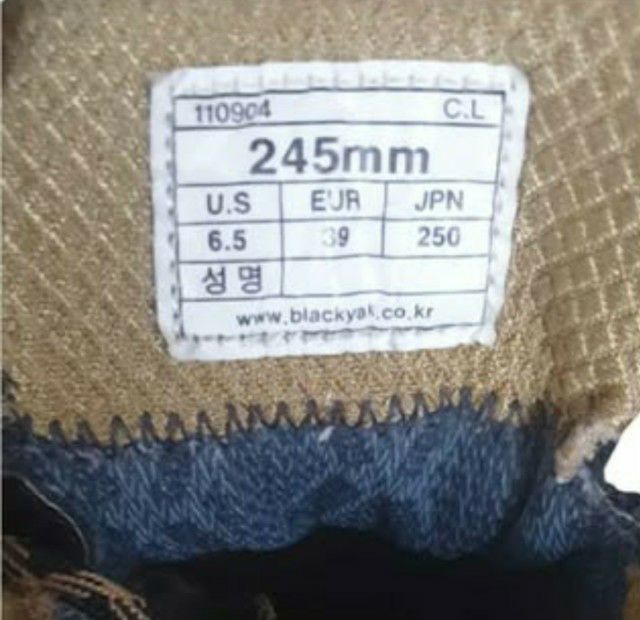 110904 C.L
245mm
U.S EUR JPN
6.5 39 250
성명
www.blackyak.co.kr